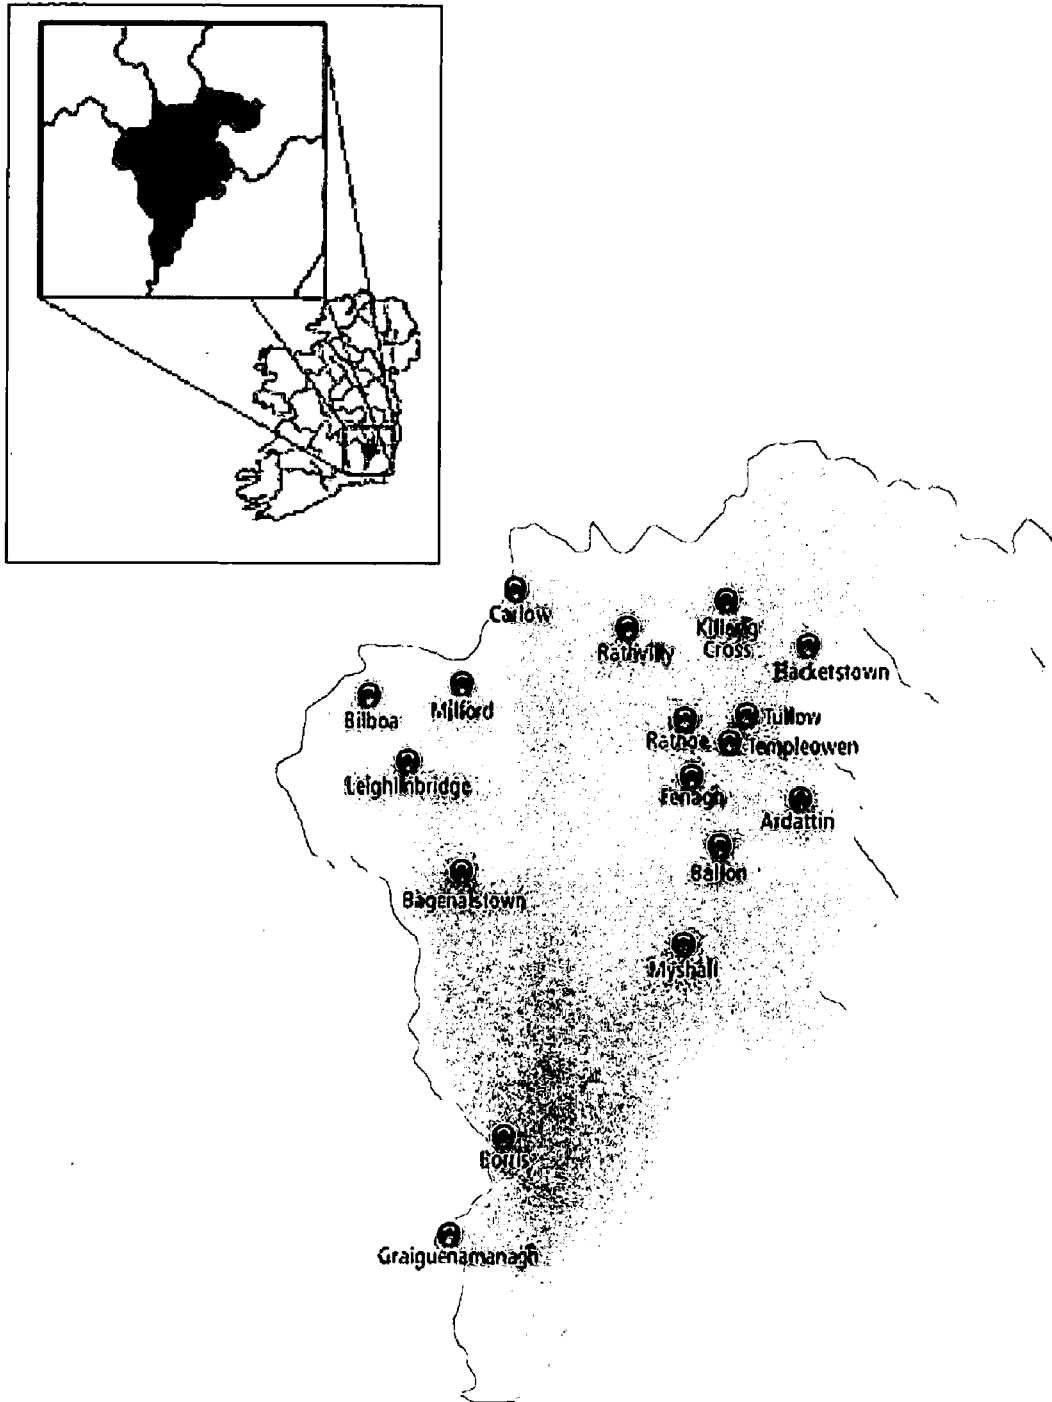 Carlow
Rathvilly
Killerig
Cross
Hacketstown
Bilboa
Milford
Rathoe
Tullow
Templeowen
Leighlinbridge
Fenagh
Ardattin
Ballon
Bagenalstown
Myshall
Borris
Graiguenamanagh